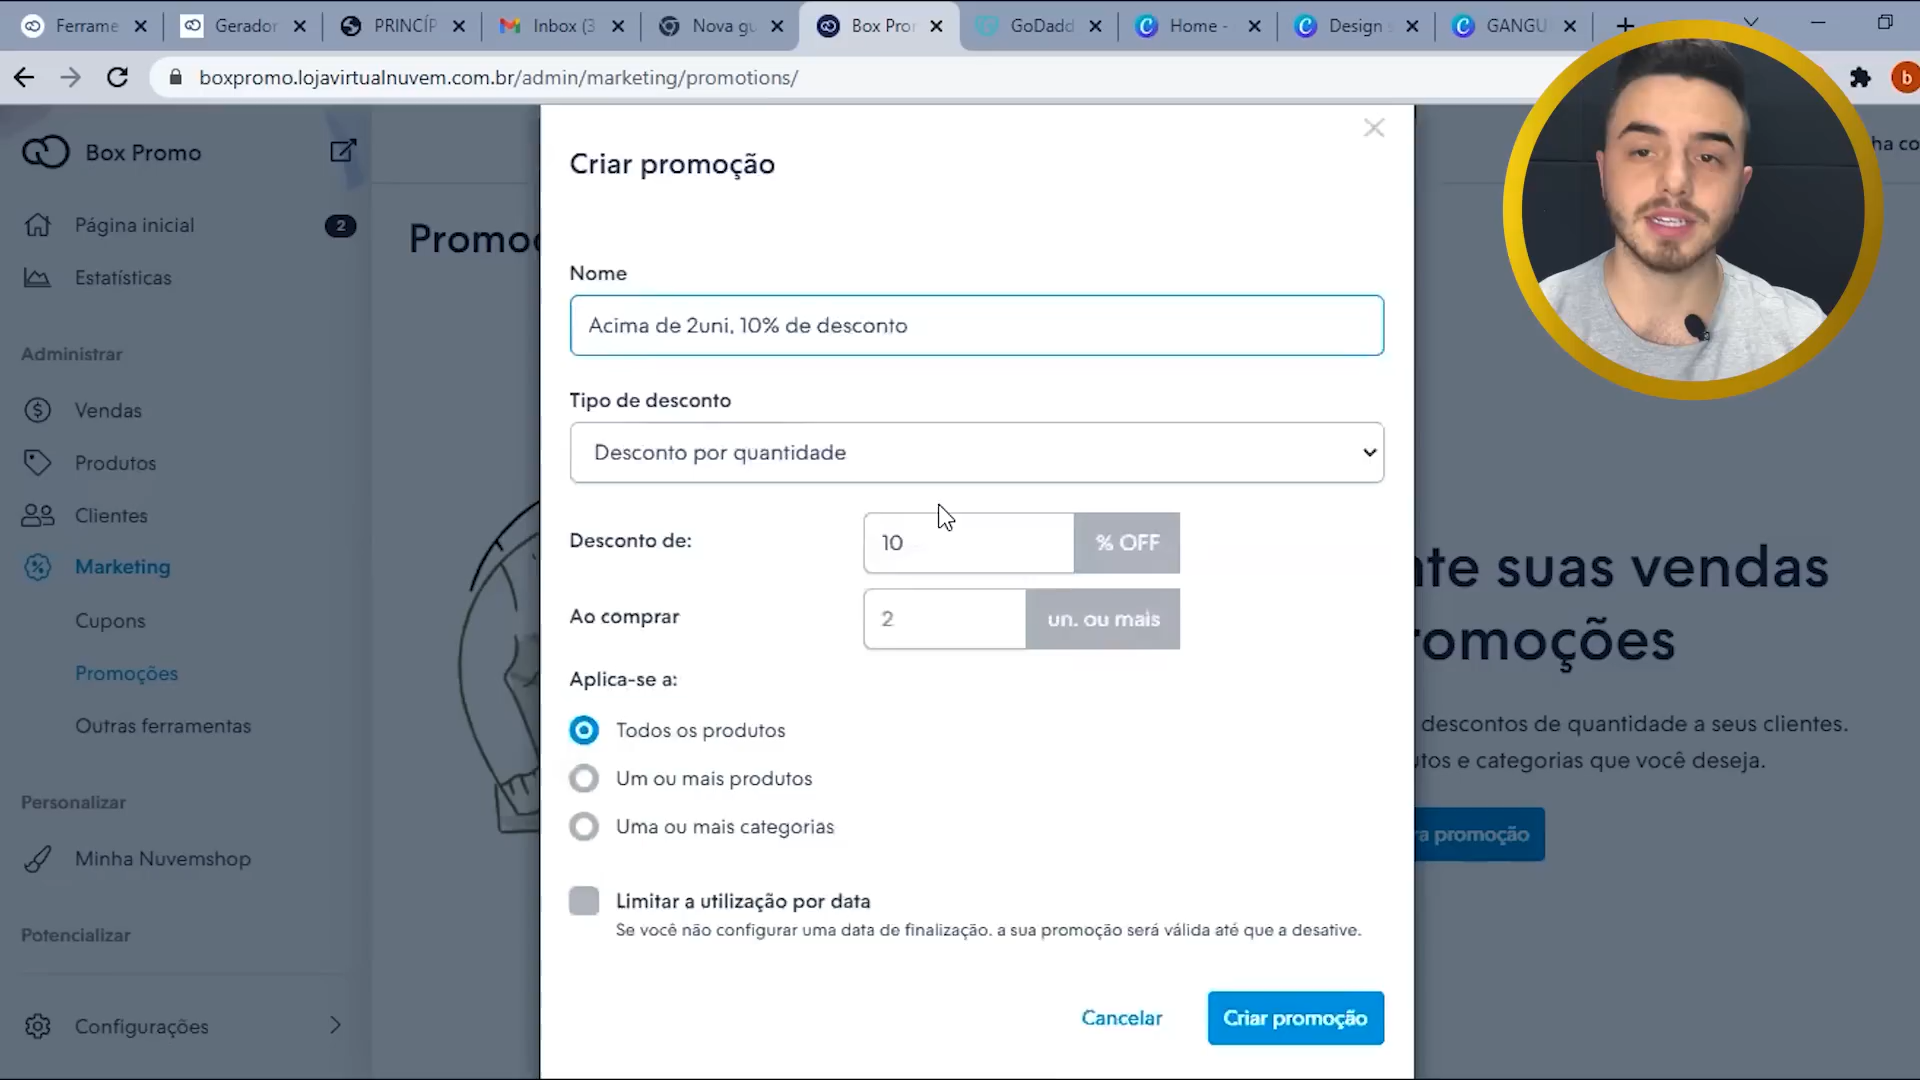 Ferrame
Gerador
PRINCÍP
Inbox (3
Nova gu
Box Pror
GoDadd
Home -
Design s
GANGU
boxpromo.lojavirtualnuvem.com.br/admin/marketing/promotions/
b
Box Promo
Página inicial
2
Estatísticas
Administrar
Vendas
Produtos
Clientes
Marketing
Cupons
Promoções
Outras ferramentas
Personalizar
Minha Nuvemshop
Potencializar
Configurações
Promoç
Criar promoção
Nome
Acima de 2uni, 10% de desconto
Tipo de desconto
Desconto por quantidade
Desconto de:
10
% OFF
Ao comprar
2
un. ou mais
Aplica-se a:
Todos os produtos
Um ou mais produtos
Uma ou mais categorias
Limitar a utilização por data
Se você não configurar uma data de finalização, a sua promoção será válida até que a desative.
Cancelar
Criar promoção
ha co
nte suas vendas
romoções
descontos de quantidade a seus clientes.
utos e categorias que você deseja.
ra promoção